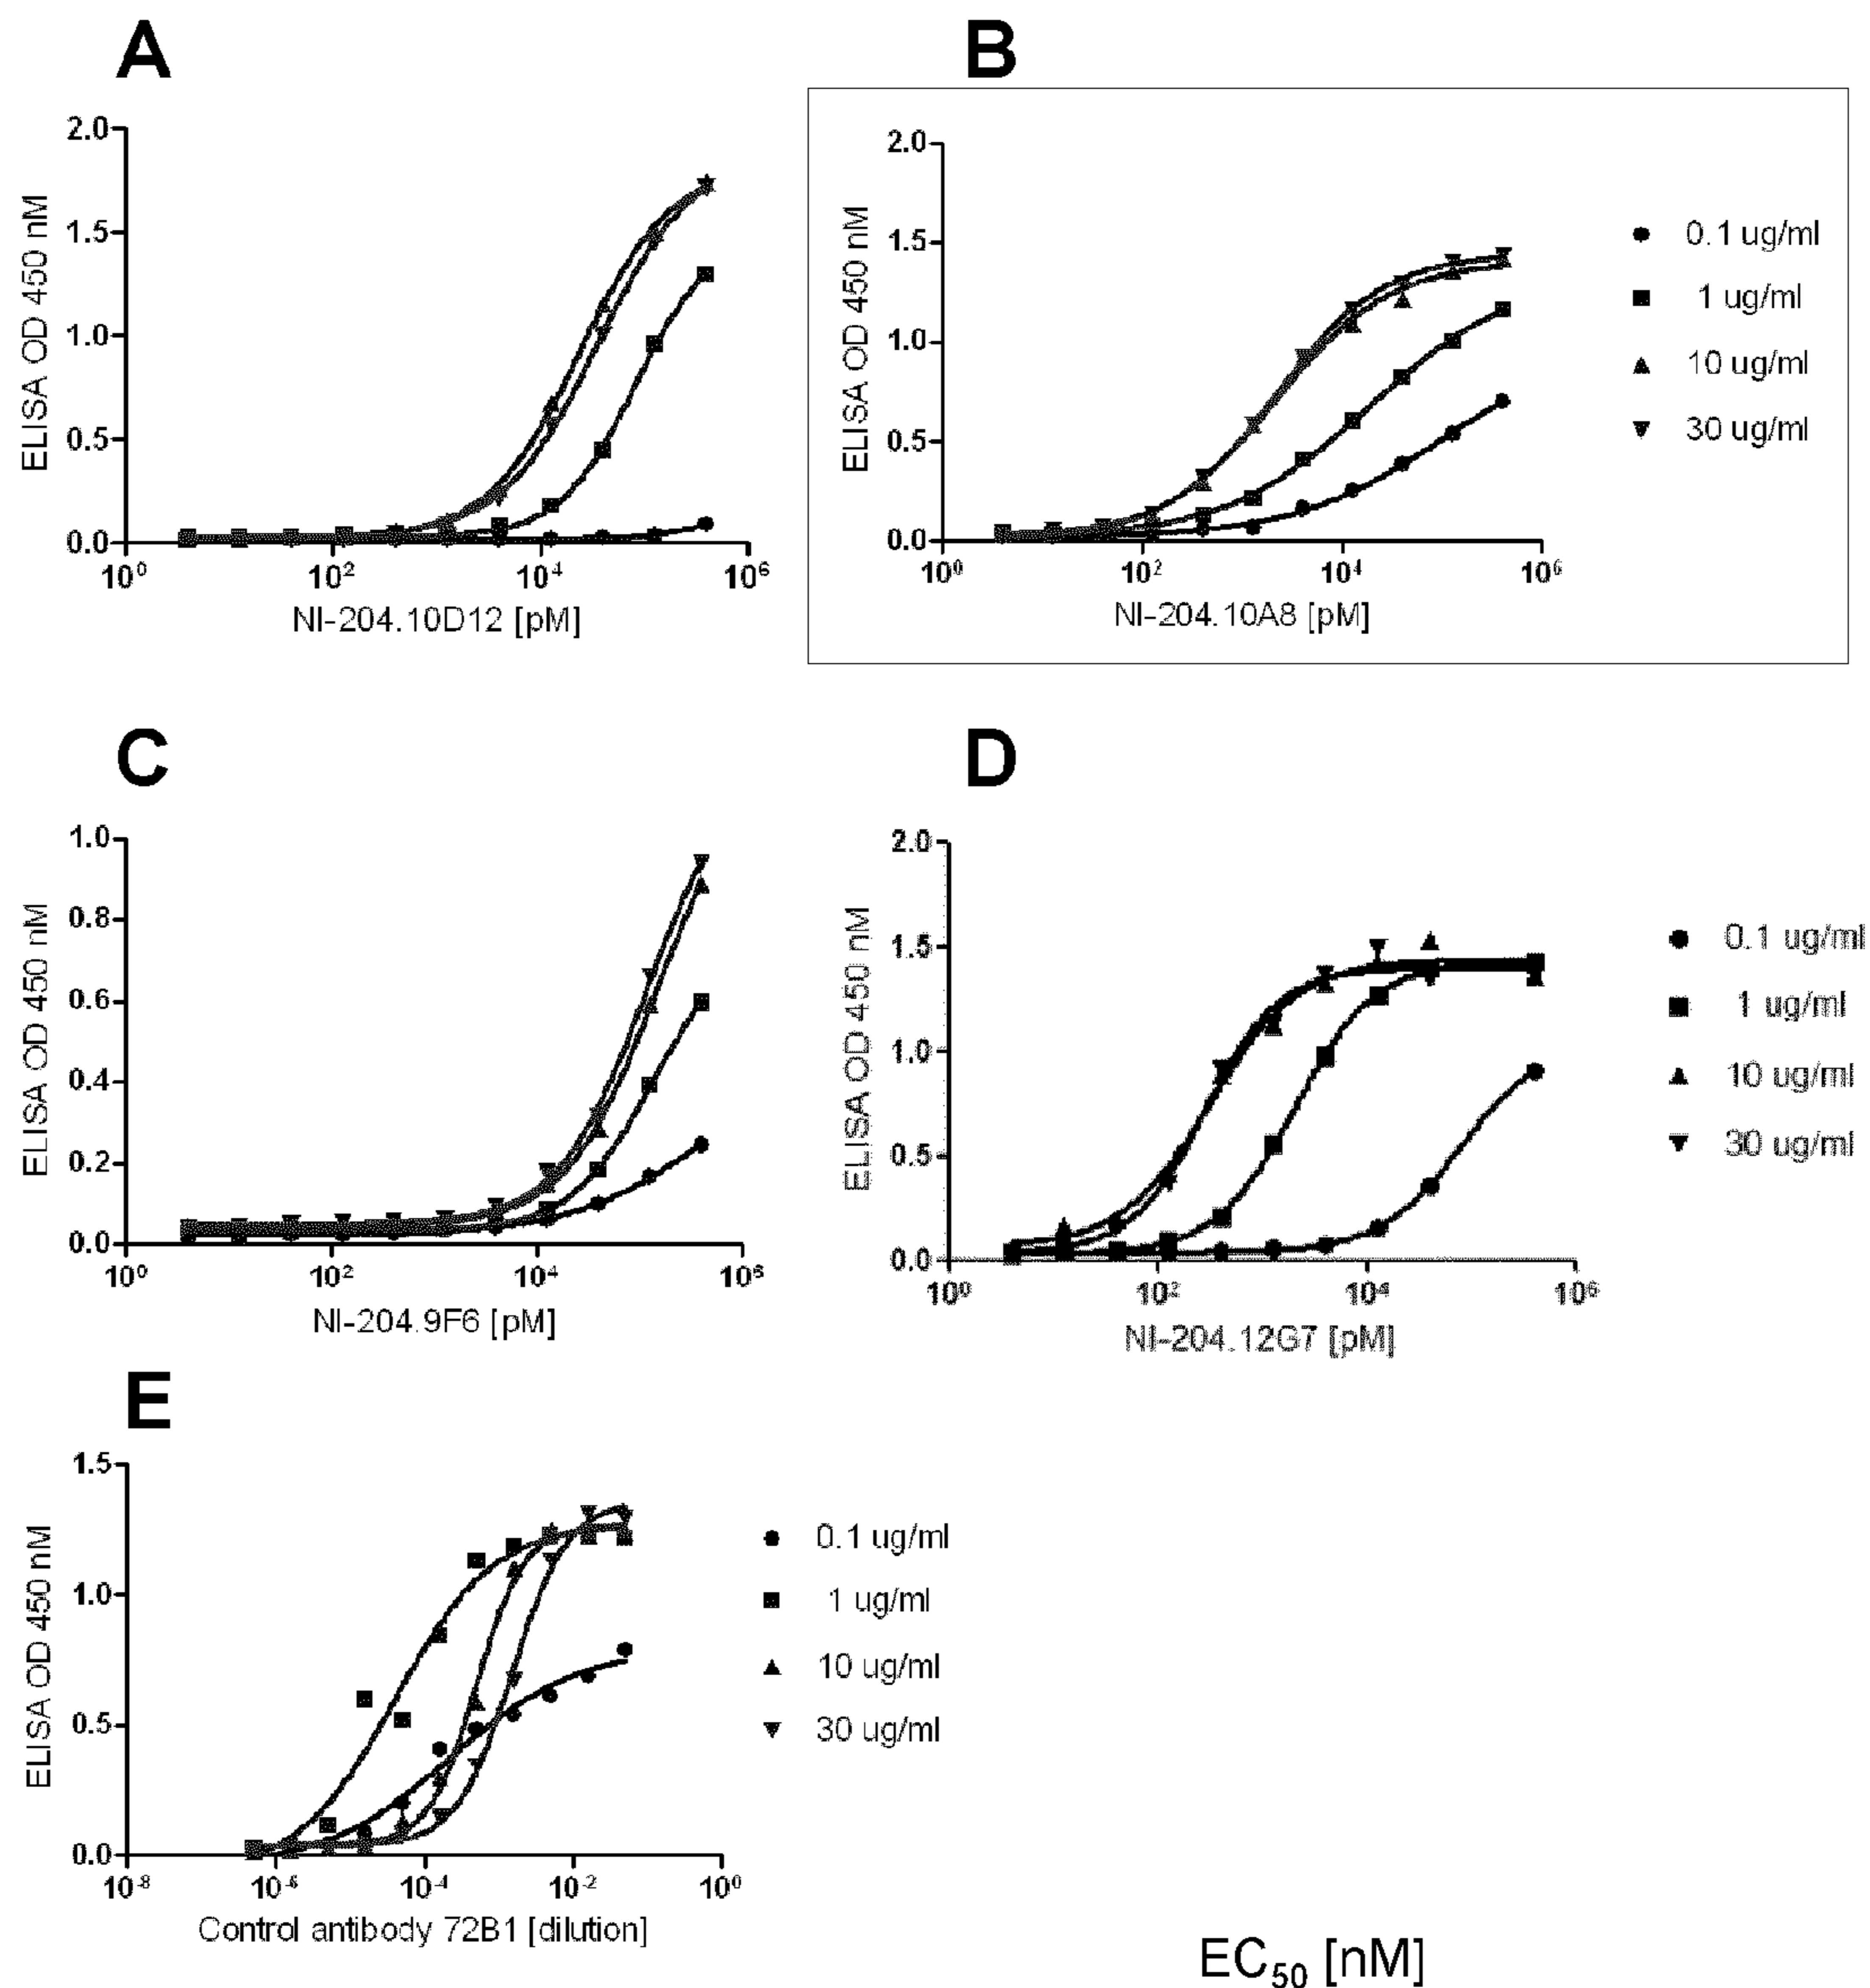 A
2.0
1.5
1.0
0.5
0.0
ELISA OD 450 nM
10⁰ 10² 10⁴ 10⁶
NI-204.10D12 [pM]
B
2.0
1.5
1.0
0.5
0.0
ELISA OD 450 nM
10⁰ 10² 10⁴ 10⁶
NI-204.10A8 [pM]
0.1 ug/ml
1 ug/ml
10 ug/ml
30 ug/ml
C
1.0
0.8
0.6
0.4
0.2
0.0
ELISA OD 450 nM
10⁰ 10² 10⁴ 10⁶
NI-204.9F6 [pM]
D
2.0
1.5
1.0
0.5
0.0
ELISA OD 450 nM
10⁰ 10² 10⁴ 10⁶
NI-204.12G7 [pM]
0.1 ug/ml
1 ug/ml
10 ug/ml
30 ug/ml
E
1.5
1.0
0.5
0.0
ELISA OD 450 nM
10⁻⁸ 10⁻⁶ 10⁻⁴ 10⁻² 10⁰
Control antibody 72B1 [dilution]
0.1 ug/ml
1 ug/ml
10 ug/ml
30 ug/ml
EC₅₀ [nM]